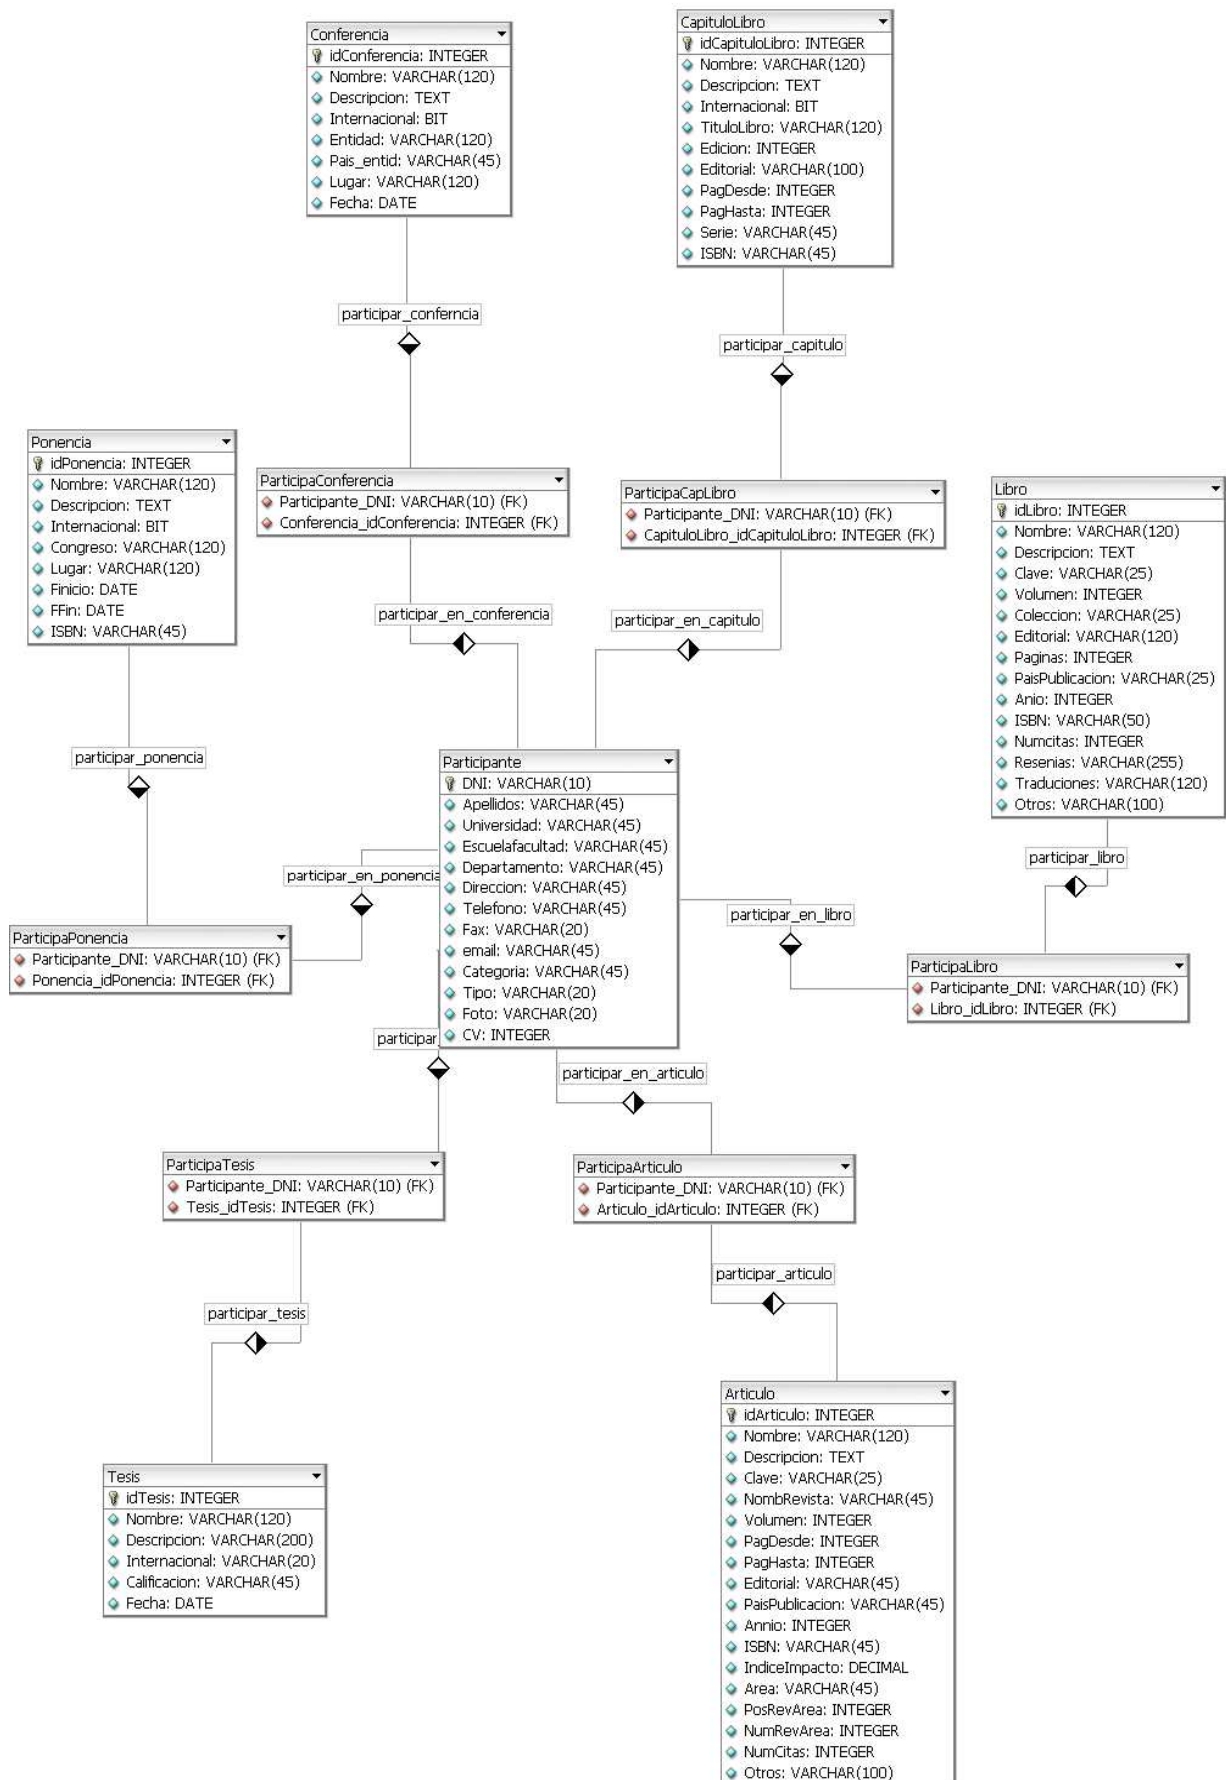 Conferencia
idConferencia: INTEGER
Nombre: VARCHAR(120)
Descripcion: TEXT
Internacional: BIT
Entidad: VARCHAR(120)
Pais_entid: VARCHAR(45)
Lugar: VARCHAR(120)
Fecha: DATE
CapituloLibro
idCapituloLibro: INTEGER
Nombre: VARCHAR(120)
Descripcion: TEXT
Internacional: BIT
TituloLibro: VARCHAR(120)
Edicion: INTEGER
Editorial: VARCHAR(100)
PagDesde: INTEGER
PagHasta: INTEGER
Serie: VARCHAR(45)
ISBN: VARCHAR(45)
participar_conferncia
participar_capitulo
Ponencia
idPonencia: INTEGER
Nombre: VARCHAR(120)
Descripcion: TEXT
Internacional: BIT
Congreso: VARCHAR(120)
Lugar: VARCHAR(120)
Finicio: DATE
FFin: DATE
ISBN: VARCHAR(45)
ParticipaConferencia
Participante_DNI: VARCHAR(10) (FK)
Conferencia_idConferencia: INTEGER (FK)
ParticipaCapLibro
Participante_DNI: VARCHAR(10) (FK)
CapituloLibro_idCapituloLibro: INTEGER (FK)
Libro
idLibro: INTEGER
Nombre: VARCHAR(120)
Descripcion: TEXT
Clave: VARCHAR(25)
Volumen: INTEGER
Coleccion: VARCHAR(25)
Editorial: VARCHAR(120)
Paginas: INTEGER
PaisPublicacion: VARCHAR(25)
Anio: INTEGER
ISBN: VARCHAR(50)
Numcitas: INTEGER
Resenias: VARCHAR(255)
Traduciones: VARCHAR(120)
Otros: VARCHAR(100)
participar_en_conferencia
participar_en_capitulo
participar_ponencia
Participante
DNI: VARCHAR(10)
Apellidos: VARCHAR(45)
Universidad: VARCHAR(45)
Escuelafacultad: VARCHAR(45)
Departamento: VARCHAR(45)
Direccion: VARCHAR(45)
Telefono: VARCHAR(45)
Fax: VARCHAR(20)
email: VARCHAR(45)
Categoria: VARCHAR(45)
Tipo: VARCHAR(20)
Foto: VARCHAR(20)
CV: INTEGER
participar_en_ponencia
participar_libro
participar_en_libro
ParticipaPonencia
Participante_DNI: VARCHAR(10) (FK)
Ponencia_idPonencia: INTEGER (FK)
ParticipaLibro
Participante_DNI: VARCHAR(10) (FK)
Libro_idLibro: INTEGER (FK)
participar_
participar_en_articulo
ParticipaTesis
Participante_DNI: VARCHAR(10) (FK)
Tesis_idTesis: INTEGER (FK)
ParticipaArticulo
Participante_DNI: VARCHAR(10) (FK)
Articulo_idArticulo: INTEGER (FK)
participar_articulo
participar_tesis
Tesis
idTesis: INTEGER
Nombre: VARCHAR(120)
Descripcion: VARCHAR(200)
Internacional: VARCHAR(20)
Calificacion: VARCHAR(45)
Fecha: DATE
Articulo
idArticulo: INTEGER
Nombre: VARCHAR(120)
Descripcion: TEXT
Clave: VARCHAR(25)
NombRevista: VARCHAR(45)
Volumen: INTEGER
PagDesde: INTEGER
PagHasta: INTEGER
Editorial: VARCHAR(45)
PaisPublicacion: VARCHAR(45)
Annio: INTEGER
ISBN: VARCHAR(45)
IndiceImpacto: DECIMAL
Area: VARCHAR(45)
PosRevArea: INTEGER
NumRevArea: INTEGER
NumCitas: INTEGER
Otros: VARCHAR(100)